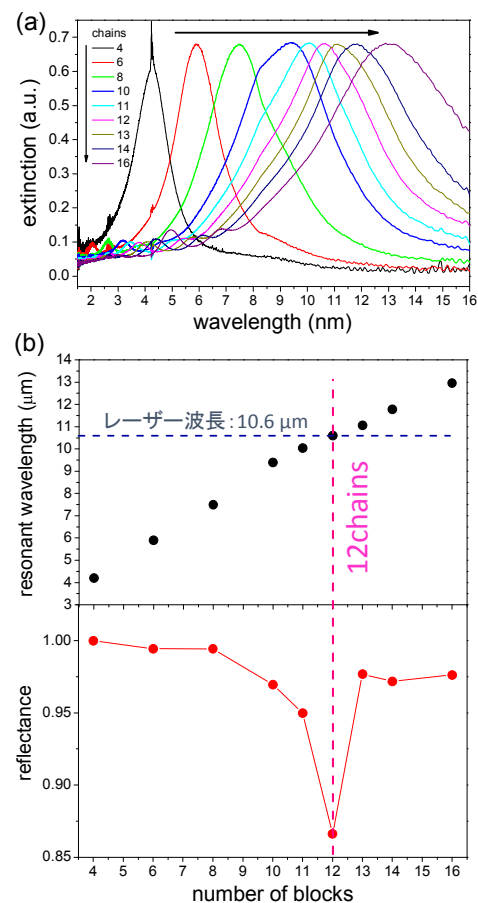 (a)
chains
4
6
8
10
11
12
13
14
16
0.7
0.6
0.5
0.4
0.3
0.2
0.1
0.0
extinction (a.u.)
2 3 4 5 6 7 8 9 10 11 12 13 14 15 16
wavelength (nm)
(b)
14
13
12
11
10
9
8
7
6
5
4
3
resonant wavelength (μm)
レーザー波長：10.6 μm
12chains
1.00
0.95
0.90
0.85
reflectance
4 5 6 7 8 9 10 11 12 13 14 15 16
number of blocks